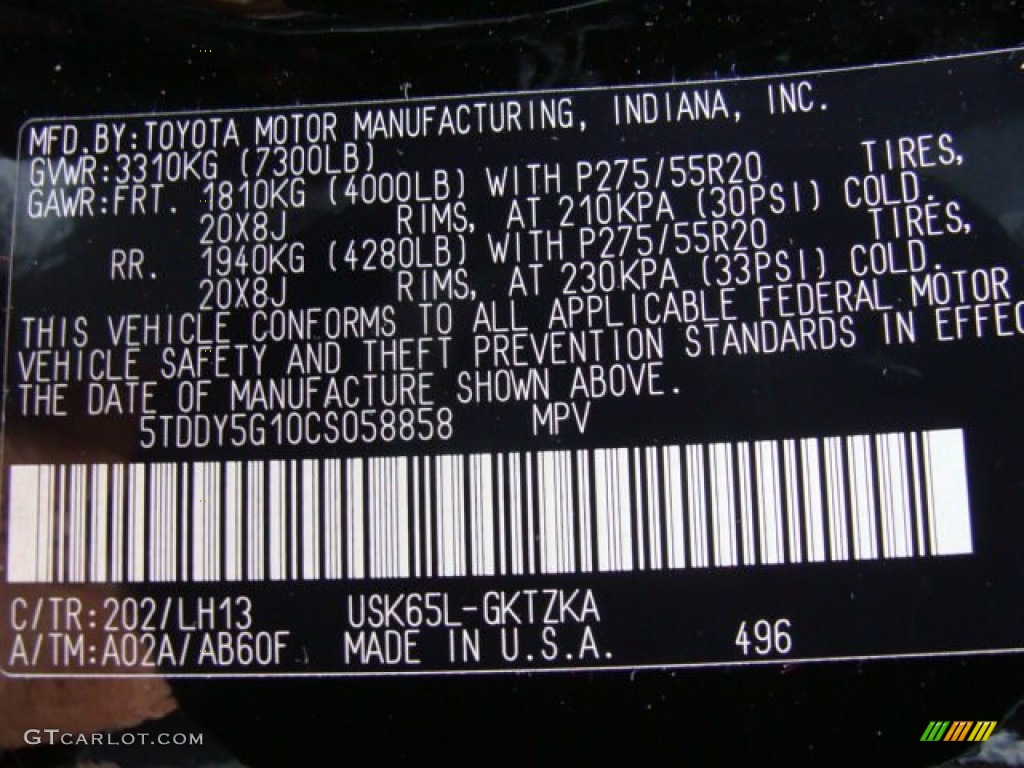 MFD.BY:TOYOTA MOTOR MANUFACTURING, INDIANA, INC.
GVWR:3310KG (7300LB)
GAWR:FRT. 1810KG (4000LB) WITH P275/55R20 TIRES,
20X8J RIMS, AT 210KPA (30PSI) COLD.
RR. 1940KG (4280LB) WITH P275/55R20 TIRES,
20X8J RIMS, AT 230KPA (33PSI) COLD.
THIS VEHICLE CONFORMS TO ALL APPLICABLE FEDERAL MOTOR
VEHICLE SAFETY AND THEFT PREVENTION STANDARDS IN EFFEC
THE DATE OF MANUFACTURE SHOWN ABOVE.
5TDDY5G10CS058858 MPV
C/TR:202/LH13 USK65L-GKTZKA
A/TM:A02A/AB60F MADE IN U.S.A. 496
GTCARLOT.COM